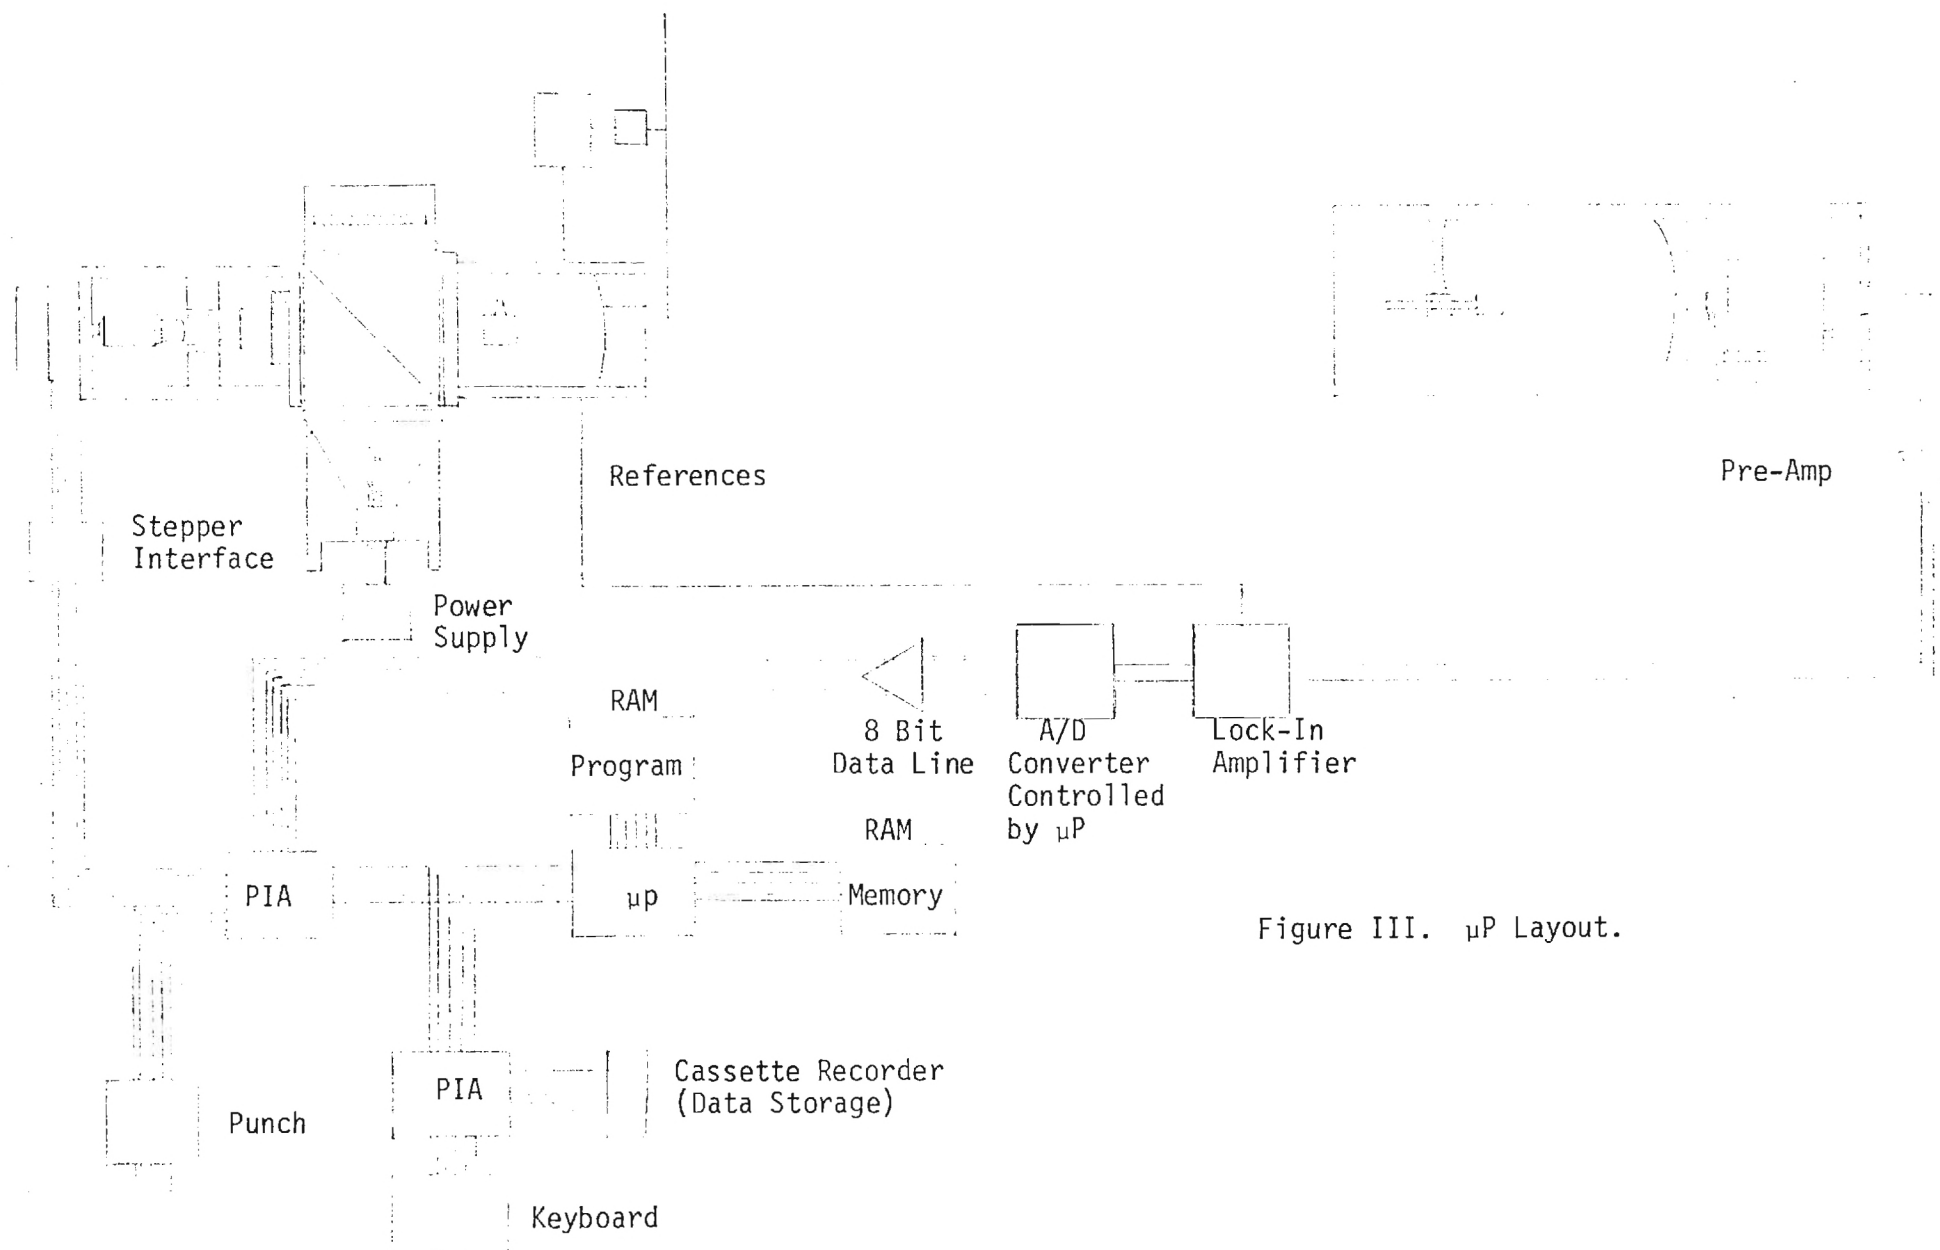 References
Pre-Amp
Stepper
Interface
Power
Supply
RAM
Program
8 Bit
Data Line
A/D
Converter
Controlled
by µP
Lock-In
Amplifier
RAM
Memory
PIA
µp
Figure III. µP Layout.
PIA
Cassette Recorder
(Data Storage)
Punch
Keyboard